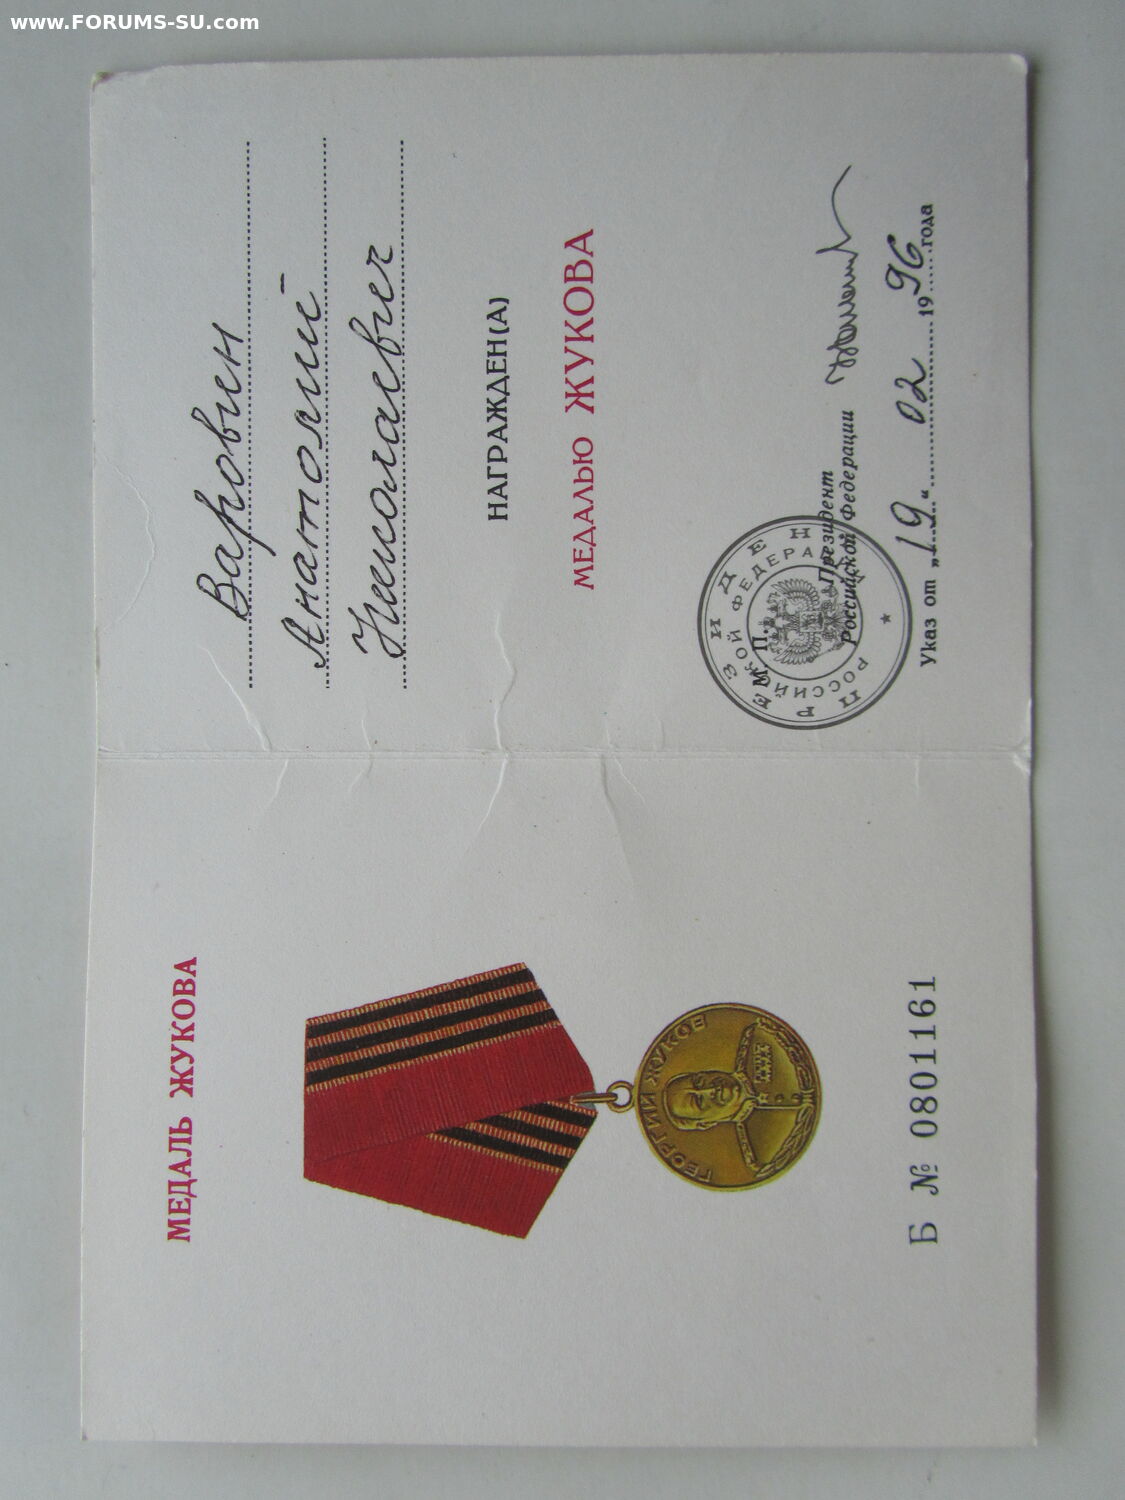 www.FORUMS-SU.com
МЕДАЛЬ ЖУКОВА
ГЕОРГИЙ ЖУКОВ
Б № 0801161
Варовин
Анатолий
Николаевич
НАГРАЖДЕН(А)
МЕДАЛЬЮ ЖУКОВА
М. П.
Президент
Российской Федерации
ПРЕЗИДЕНТ
РОССИЙСКОЙ ФЕДЕРАЦИИ
Указ от „19“ 02 1996 года